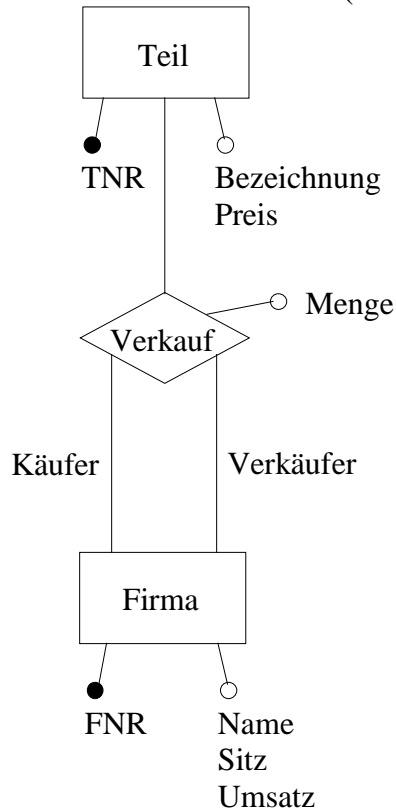 (
Teil
TNR
Bezeichnung
Preis
Menge
Verkauf
Käufer
Verkäufer
Firma
FNR
Name
Sitz
Umsatz